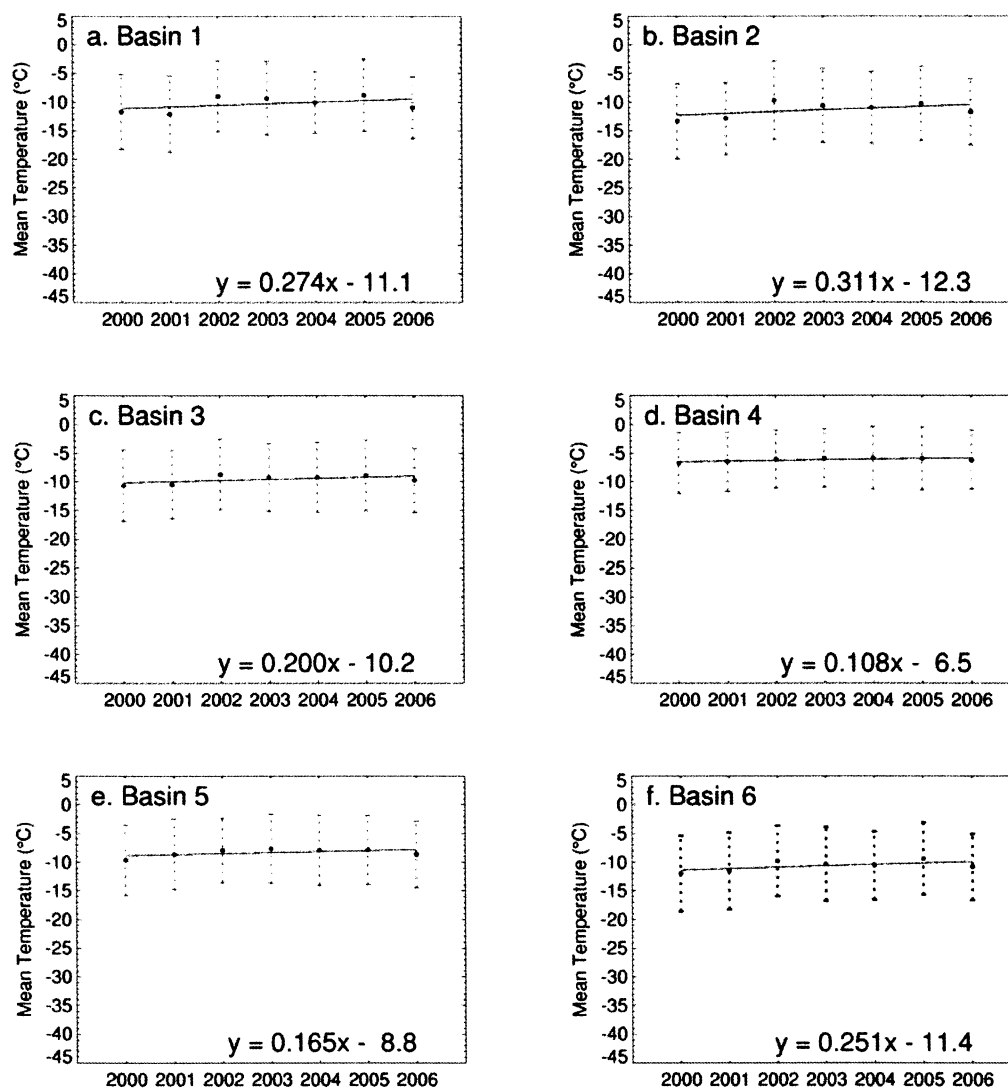 a. Basin 1
Mean Temperature (°C)
5
0
-5
-10
-15
-20
-25
-30
-35
-40
-45
y = 0.274x - 11.1
2000 2001 2002 2003 2004 2005 2006
b. Basin 2
Mean Temperature (°C)
5
0
-5
-10
-15
-20
-25
-30
-35
-40
-45
y = 0.311x - 12.3
2000 2001 2002 2003 2004 2005 2006
c. Basin 3
Mean Temperature (°C)
5
0
-5
-10
-15
-20
-25
-30
-35
-40
-45
y = 0.200x - 10.2
2000 2001 2002 2003 2004 2005 2006
d. Basin 4
Mean Temperature (°C)
5
0
-5
-10
-15
-20
-25
-30
-35
-40
-45
y = 0.108x - 6.5
2000 2001 2002 2003 2004 2005 2006
e. Basin 5
Mean Temperature (°C)
5
0
-5
-10
-15
-20
-25
-30
-35
-40
-45
y = 0.165x - 8.8
2000 2001 2002 2003 2004 2005 2006
f. Basin 6
Mean Temperature (°C)
5
0
-5
-10
-15
-20
-25
-30
-35
-40
-45
y = 0.251x - 11.4
2000 2001 2002 2003 2004 2005 2006